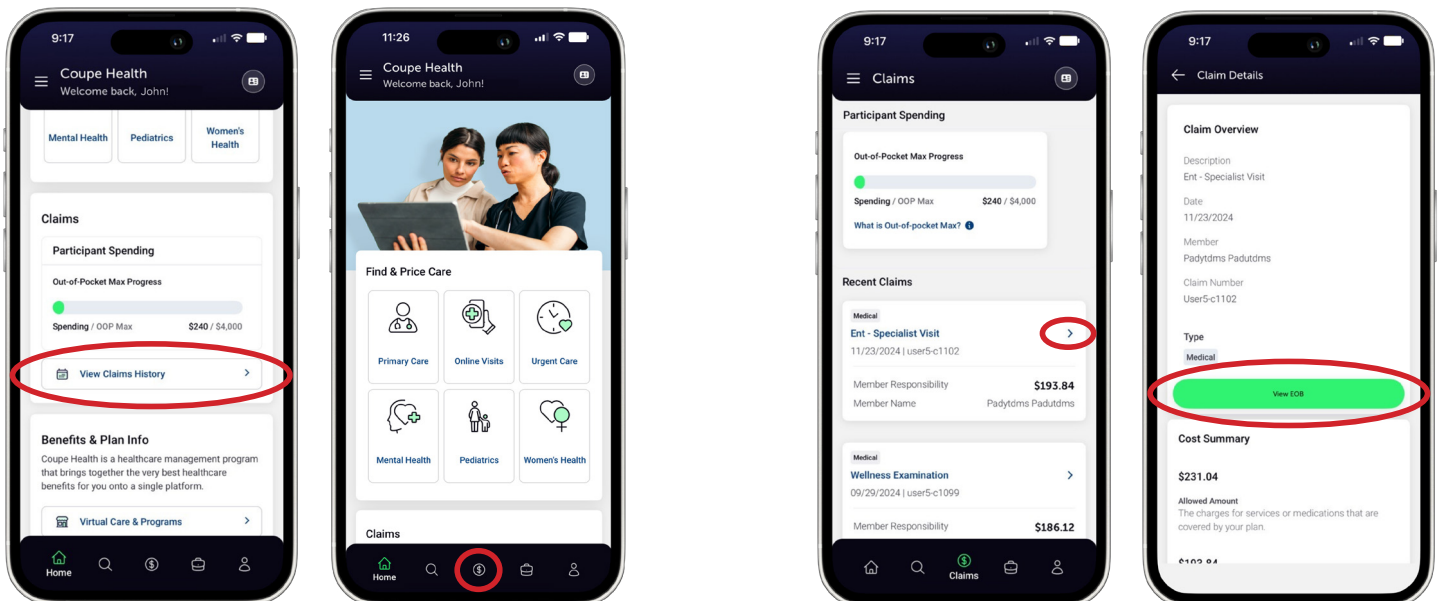 9:17
Coupe Health
Welcome back, John!
Mental Health
Pediatrics
Women's
Health
Claims
Participant Spending
Out-of-Pocket Max Progress
Spending / OOP Max $240 / $4,000
View Claims History
Benefits & Plan Info
Coupe Health is a healthcare management program
that brings together the very best healthcare
benefits for you onto a single platform.
Virtual Care & Programs
Home
11:26
Coupe Health
Welcome back, John!
Find & Price Care
Primary Care
Online Visits
Urgent Care
Mental Health
Pediatrics
Women's Health
Claims
Home
9:17
Claims
Participant Spending
Out-of-Pocket Max Progress
Spending / OOP Max $240 / $4,000
What is Out-of-pocket Max?
Recent Claims
Medical
Ent - Specialist Visit
11/23/2024 | user5-c1102
Member Responsibility $193.84
Member Name Padytdms Padutdms
Medical
Wellness Examination
09/29/2024 | user5-c1099
Member Responsibility $186.12
Claims
9:17
Claim Details
Claim Overview
Description
Ent - Specialist Visit
Date
11/23/2024
Member
Padytdms Padutdms
Claim Number
User5-c1102
Type
Medical
View EOB
Cost Summary
$231.04
Allowed Amount
The charges for services or medications that are
covered by your plan.
$193.84